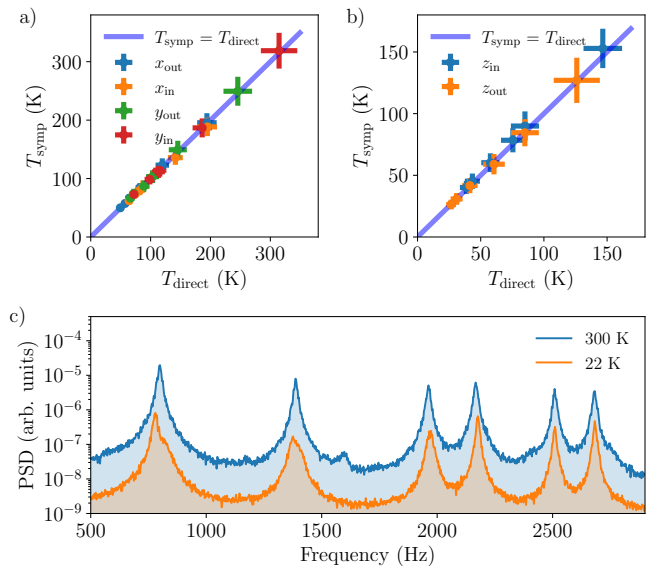 a)
T_symp = T_direct
x_out
x_in
y_out
y_in
300
200
100
0
T_symp (K)
0 100 200 300
T_direct (K)
b)
T_symp = T_direct
z_in
z_out
150
100
50
0
T_symp (K)
0 50 100 150
T_direct (K)
c)
300 K
22 K
10^−4
10^−5
10^−6
10^−7
10^−8
10^−9
PSD (arb. units)
500 1000 1500 2000 2500
Frequency (Hz)